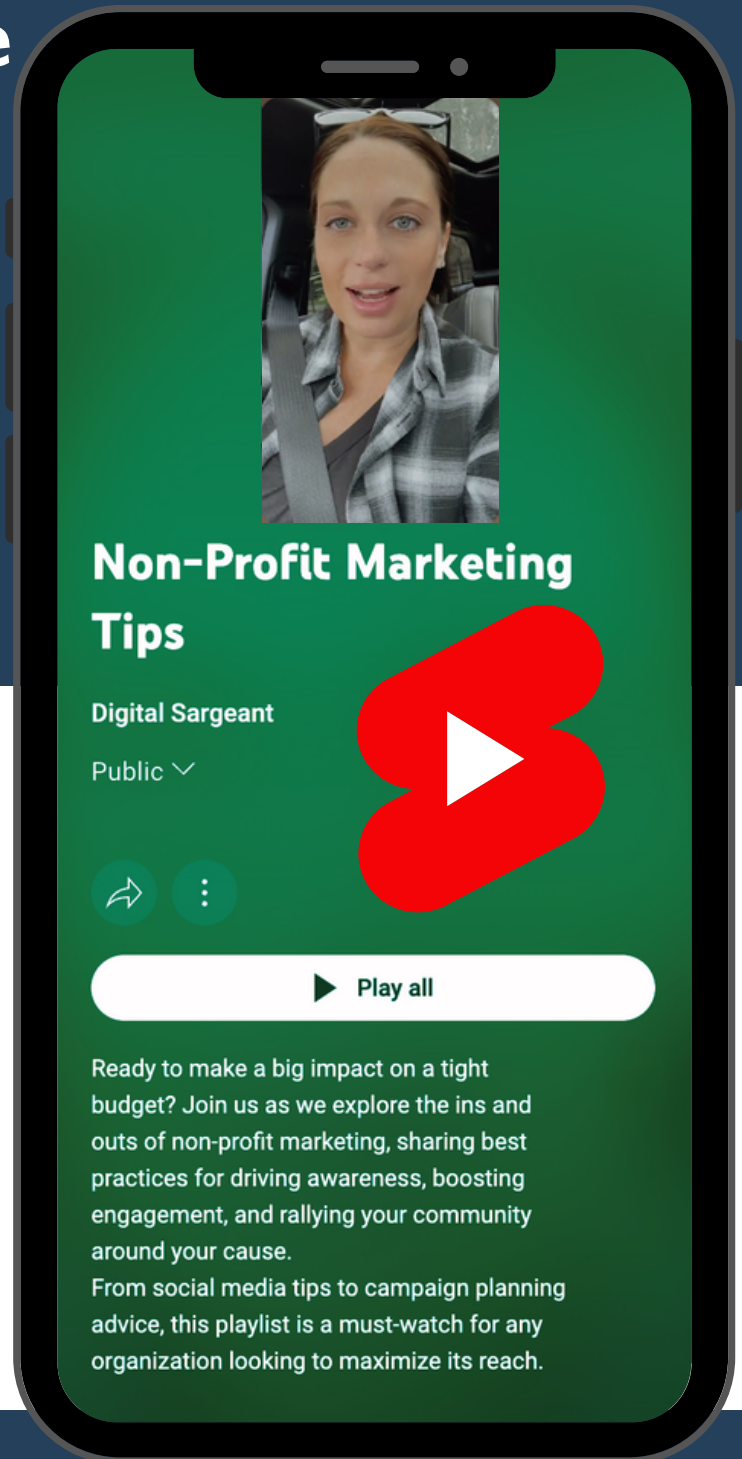 e
Non-Profit Marketing
Tips
Digital Sargeant
Public
Play all
Ready to make a big impact on a tight
budget? Join us as we explore the ins and
outs of non-profit marketing, sharing best
practices for driving awareness, boosting
engagement, and rallying your community
around your cause.
From social media tips to campaign planning
advice, this playlist is a must-watch for any
organization looking to maximize its reach.